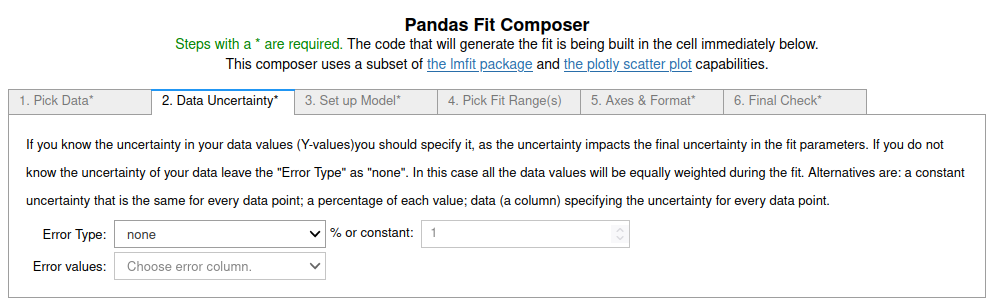 Pandas Fit Composer
Steps with a * are required. The code that will generate the fit is being built in the cell immediately below.
This composer uses a subset of the lmfit package and the plotly scatter plot capabilities.
1. Pick Data*
2. Data Uncertainty*
3. Set up Model*
4. Pick Fit Range(s)
5. Axes & Format*
6. Final Check*
If you know the uncertainty in your data values (Y-values)you should specify it, as the uncertainty impacts the final uncertainty in the fit parameters. If you do not
know the uncertainty of your data leave the "Error Type" as "none". In this case all the data values will be equally weighted during the fit. Alternatives are: a constant
uncertainty that is the same for every data point; a percentage of each value; data (a column) specifying the uncertainty for every data point.
Error Type: none % or constant: 1
Error values: Choose error column.